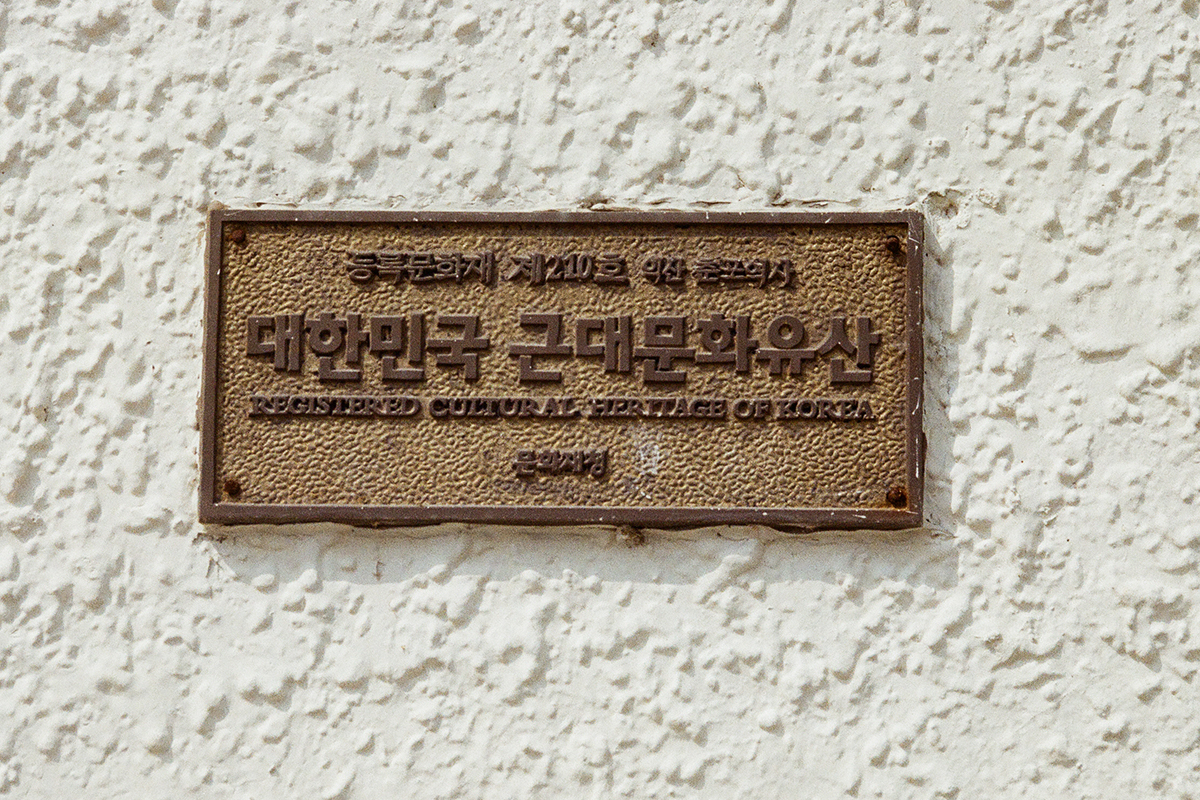 등록문화재 제210호 익산 춘포역사
대한민국 근대문화유산
REGISTERED CULTURAL HERITAGE OF KOREA
문화재청